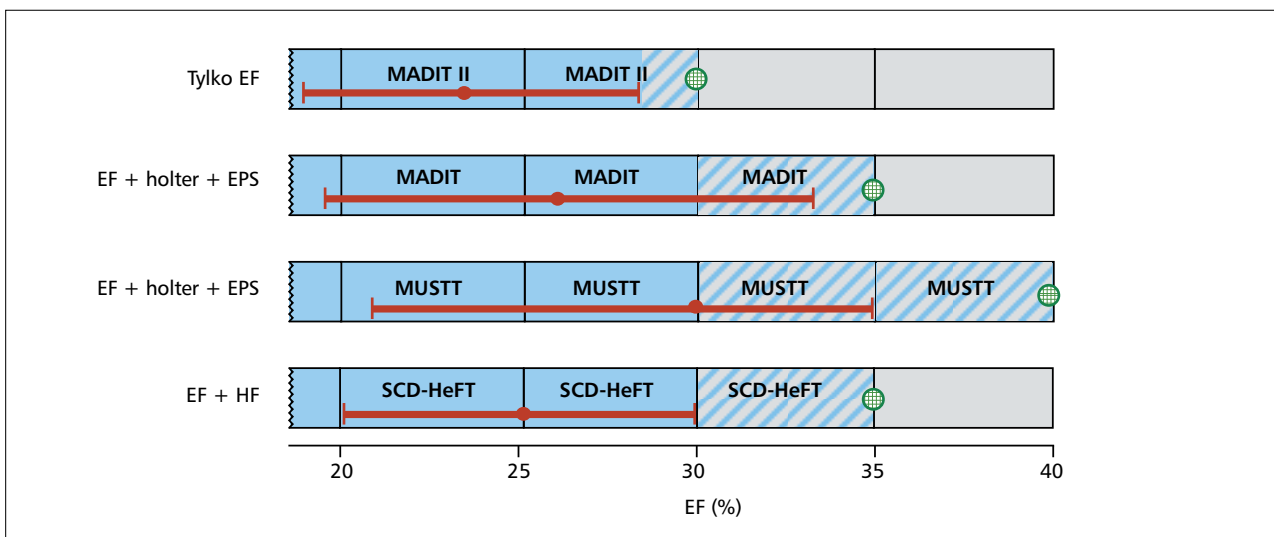 Tylko EF
MADIT II MADIT II
EF + holter + EPS
MADIT MADIT MADIT
EF + holter + EPS
MUSTT MUSTT MUSTT MUSTT
EF + HF
SCD-HeFT SCD-HeFT SCD-HeFT
20 25 30 35 40
EF (%)